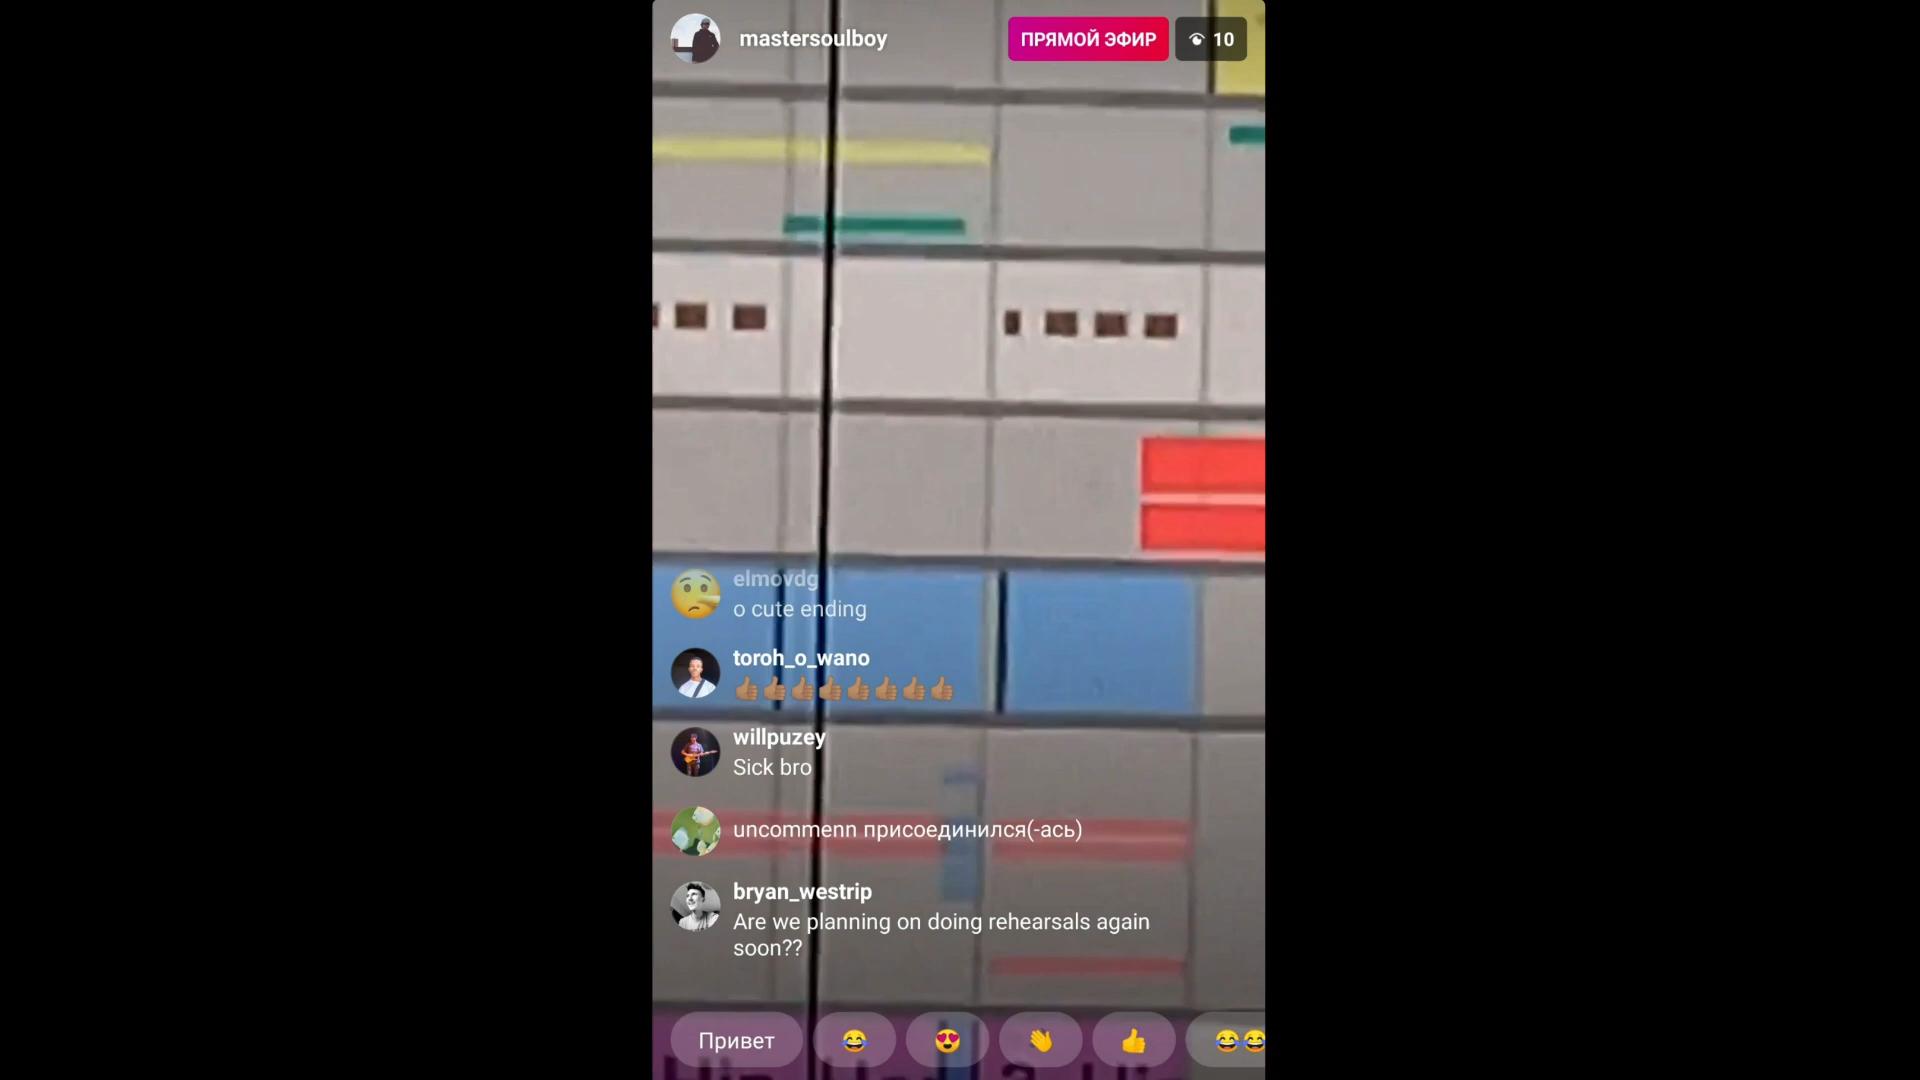 mastersoulboy
ПРЯМОЙ ЭФИР
10
elmovdg
o cute ending
toroh_o_wano
👍🏽👍🏽👍🏽👍🏽👍🏽👍🏽👍🏽👍🏽
willpuzey
Sick bro
uncommenn присоединился(-ась)
bryan_westrip
Are we planning on doing rehearsals again
soon??
Привет